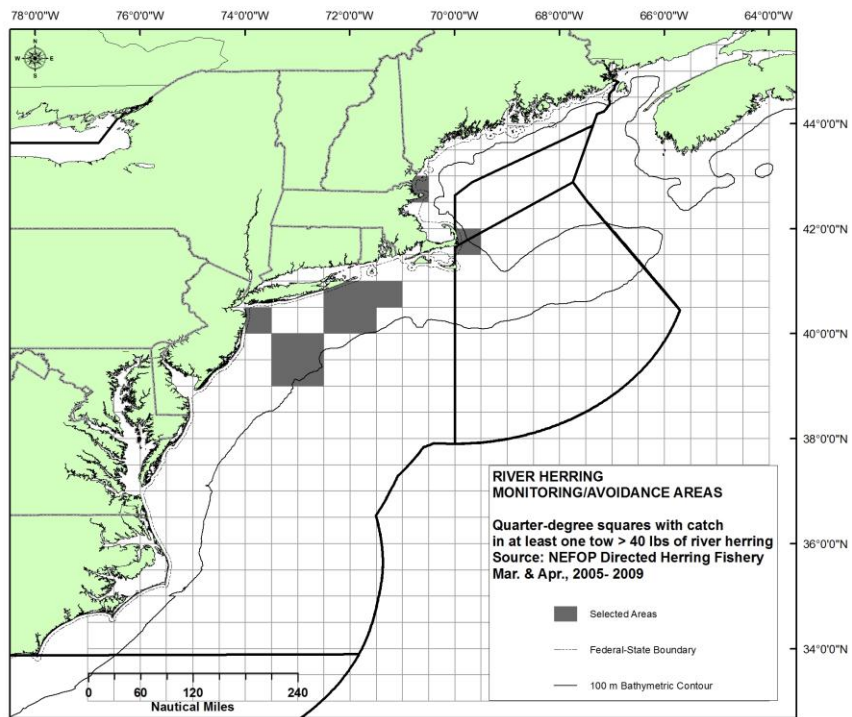 78°0'0"W 76°0'0"W 74°0'0"W 72°0'0"W 70°0'0"W 68°0'0"W 66°0'0"W 64°0'0"W
N
W E
S
44°0'0"N
42°0'0"N
40°0'0"N
38°0'0"N
36°0'0"N
34°0'0"N
RIVER HERRING
MONITORING/AVOIDANCE AREAS
Quarter-degree squares with catch
in at least one tow > 40 lbs of river herring
Source: NEFOP Directed Herring Fishery
Mar. & Apr., 2005- 2009
Selected Areas
Federal-State Boundary
100 m Bathymetric Contour
0 60 120 240
Nautical Miles